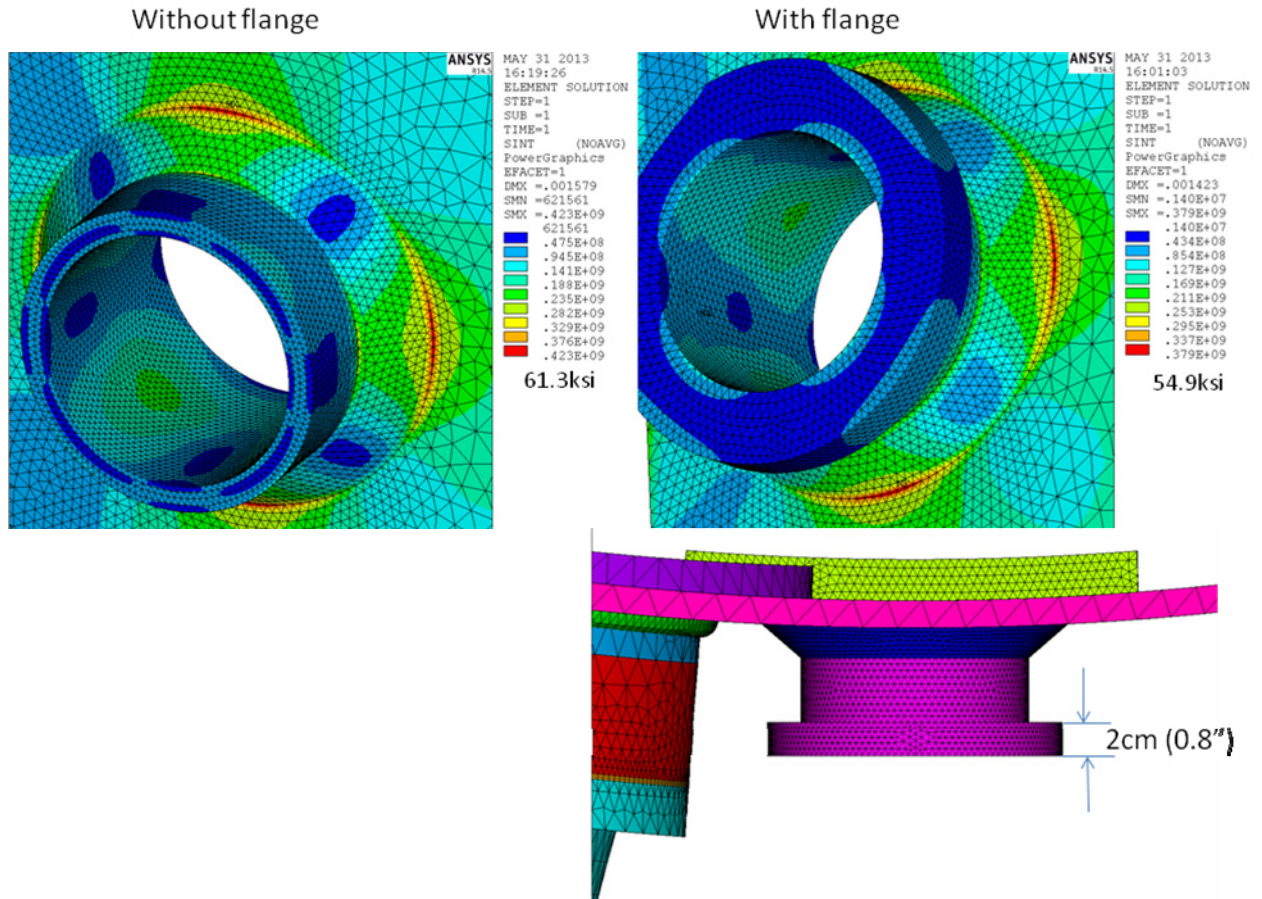 Without flange
With flange
ANSYS
R14.5
MAY 31 2013
16:19:26
ELEMENT SOLUTION
STEP=1
SUB =1
TIME=1
SINT (NOAVG)
PowerGraphics
EFACET=1
DMX =.001579
SMN =621561
SMX =.423E+09
621561
.475E+08
.945E+08
.141E+09
.188E+09
.235E+09
.282E+09
.329E+09
.376E+09
.423E+09
61.3ksi
ANSYS
R14.5
MAY 31 2013
16:01:03
ELEMENT SOLUTION
STEP=1
SUB =1
TIME=1
SINT (NOAVG)
PowerGraphics
EFACET=1
DMX =.001423
SMN =.140E+07
SMX =.379E+09
.140E+07
.434E+08
.854E+08
.127E+09
.169E+09
.211E+09
.253E+09
.295E+09
.337E+09
.379E+09
54.9ksi
2cm (0.8”)